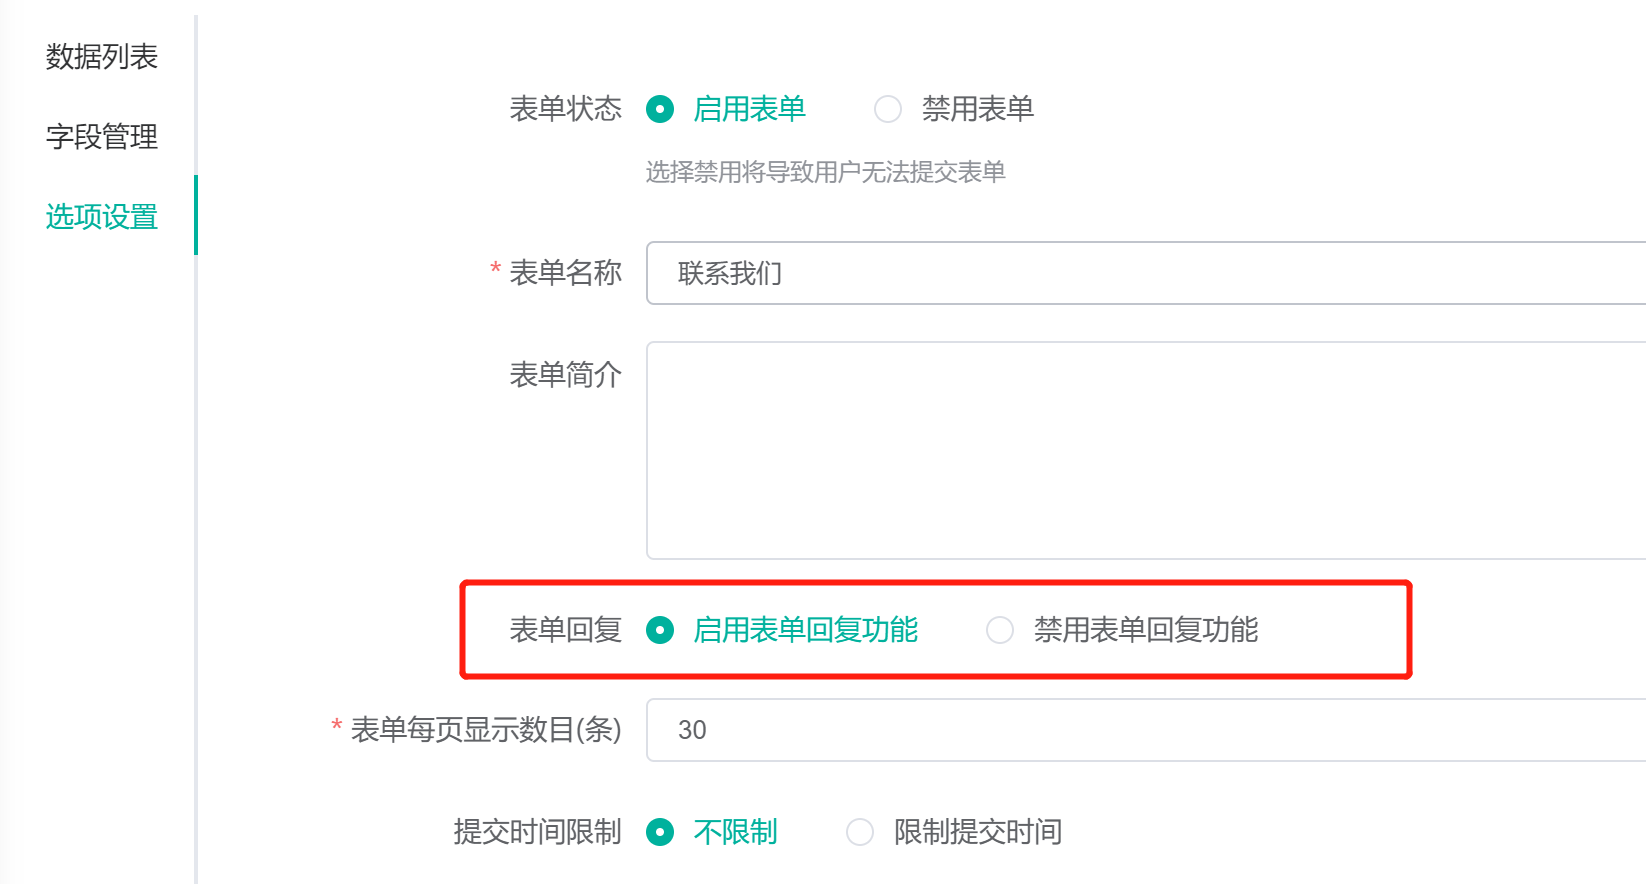 数据列表
字段管理
选项设置
表单状态 启用表单 禁用表单
选择禁用将导致用户无法提交表单
* 表单名称 联系我们
表单简介
表单回复 启用表单回复功能 禁用表单回复功能
* 表单每页显示数目(条) 30
提交时间限制 不限制 限制提交时间